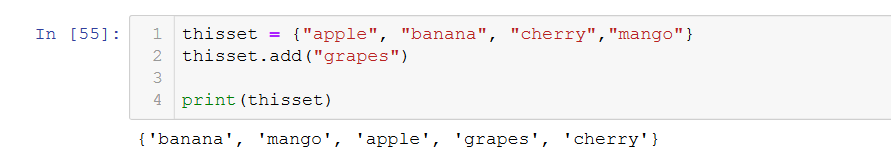 In [55]:
1 thisset = {"apple", "banana", "cherry","mango"}
2 thisset.add("grapes")
3
4 print(thisset)
{'banana', 'mango', 'apple', 'grapes', 'cherry'}